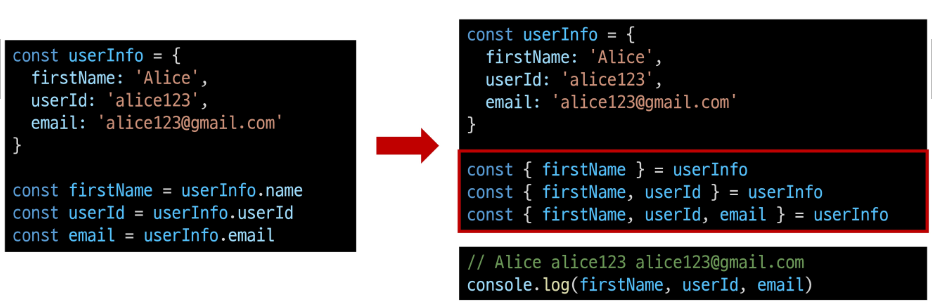 const userInfo = {
  firstName: 'Alice',
  userId: 'alice123',
  email: 'alice123@gmail.com'
}
const firstName = userInfo.name
const userId = userInfo.userId
const email = userInfo.email
const userInfo = {
  firstName: 'Alice',
  userId: 'alice123',
  email: 'alice123@gmail.com'
}
const { firstName } = userInfo
const { firstName, userId } = userInfo
const { firstName, userId, email } = userInfo
// Alice alice123 alice123@gmail.com
console.log(firstName, userId, email)